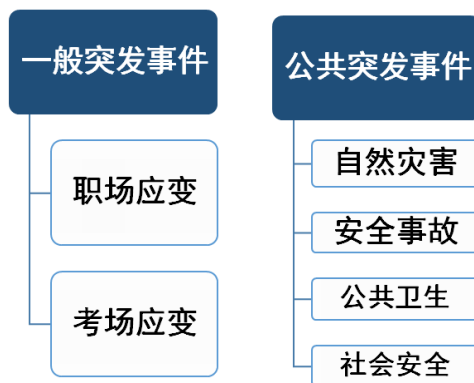 一般突发事件
职场应变
考场应变
公共突发事件
自然灾害
安全事故
公共卫生
社会安全